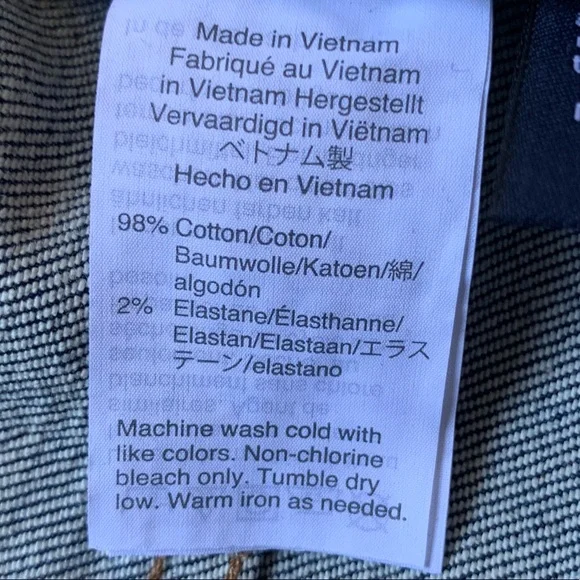 Made in Vietnam
Fabriqué au Vietnam
in Vietnam Hergestellt
Vervaardigd in Viëtnam
ベトナム製
Hecho en Vietnam
98% Cotton/Coton/
Baumwolle/Katoen/綿/
algodón
2% Elastane/Élasthanne/
Elastan/Elastaan/エラス
テーン/elastano
Machine wash cold with
like colors. Non-chlorine
bleach only. Tumble dry
low. Warm iron as needed.